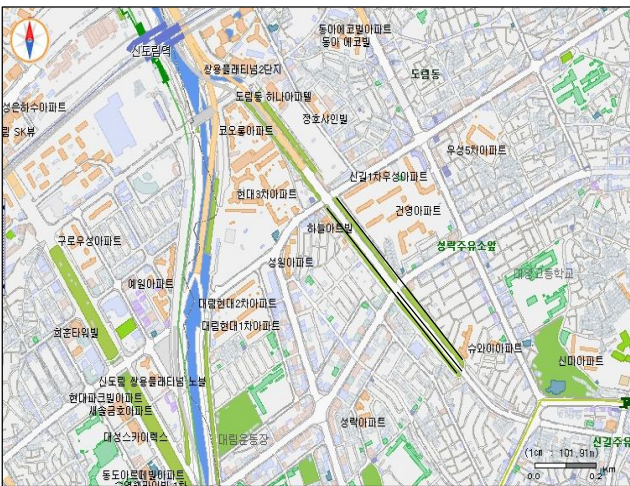 동아에코빌아파트
동아 에코빌
신도림역
쌍용플래티넘2단지
도림동
도림동 하나아파텔
성은하수아파트
장호샤인빌
림 SK뷰
코오롱아파트
우성5차아파트
신길1차우성아파트
현대3차아파트
건영아파트
하늘아트빌
구로우성아파트
성락주유소앞
성원아파트
대영고등학교
예원아파트
대림현대2차아파트
대림현대1차아파트
희훈타워빌
슈와이아파트
신미아파트
신도림 쌍용플래티넘 노블
현대파크빌아파트
새솔금호아파트
성락아파트
대성스카이렉스
대림운동장
신길주유
(1cm : 101.91m)
동도아르떼빌아파트
Km
0.0
0.2